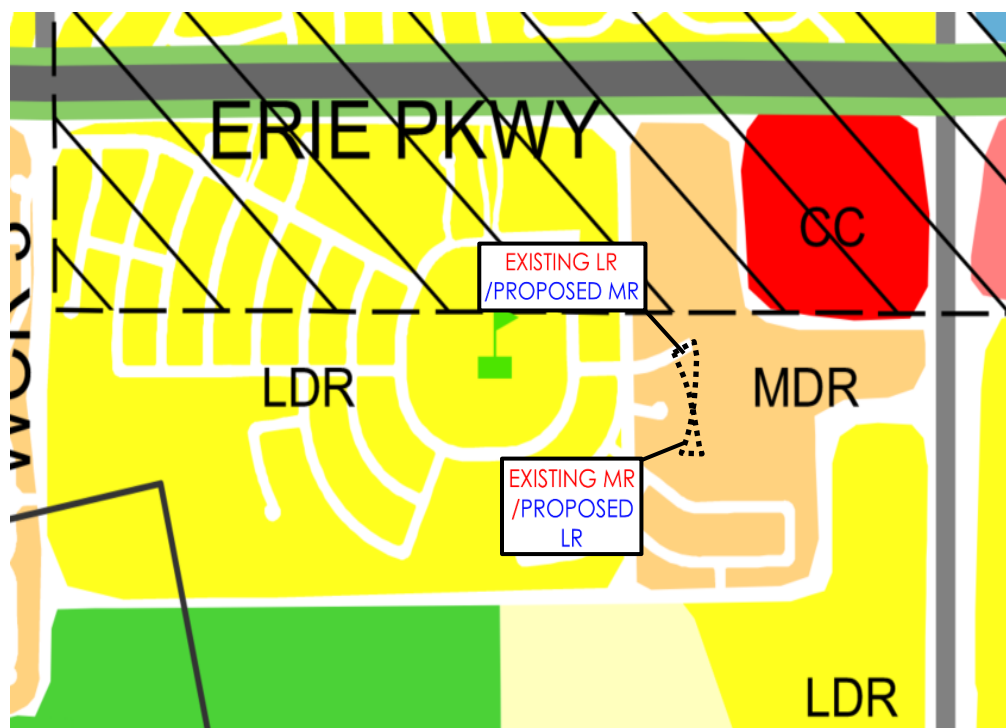 ERIE PKWY
CC
EXISTING LR
/PROPOSED MR
LDR
MDR
EXISTING MR
/PROPOSED
LR
LDR